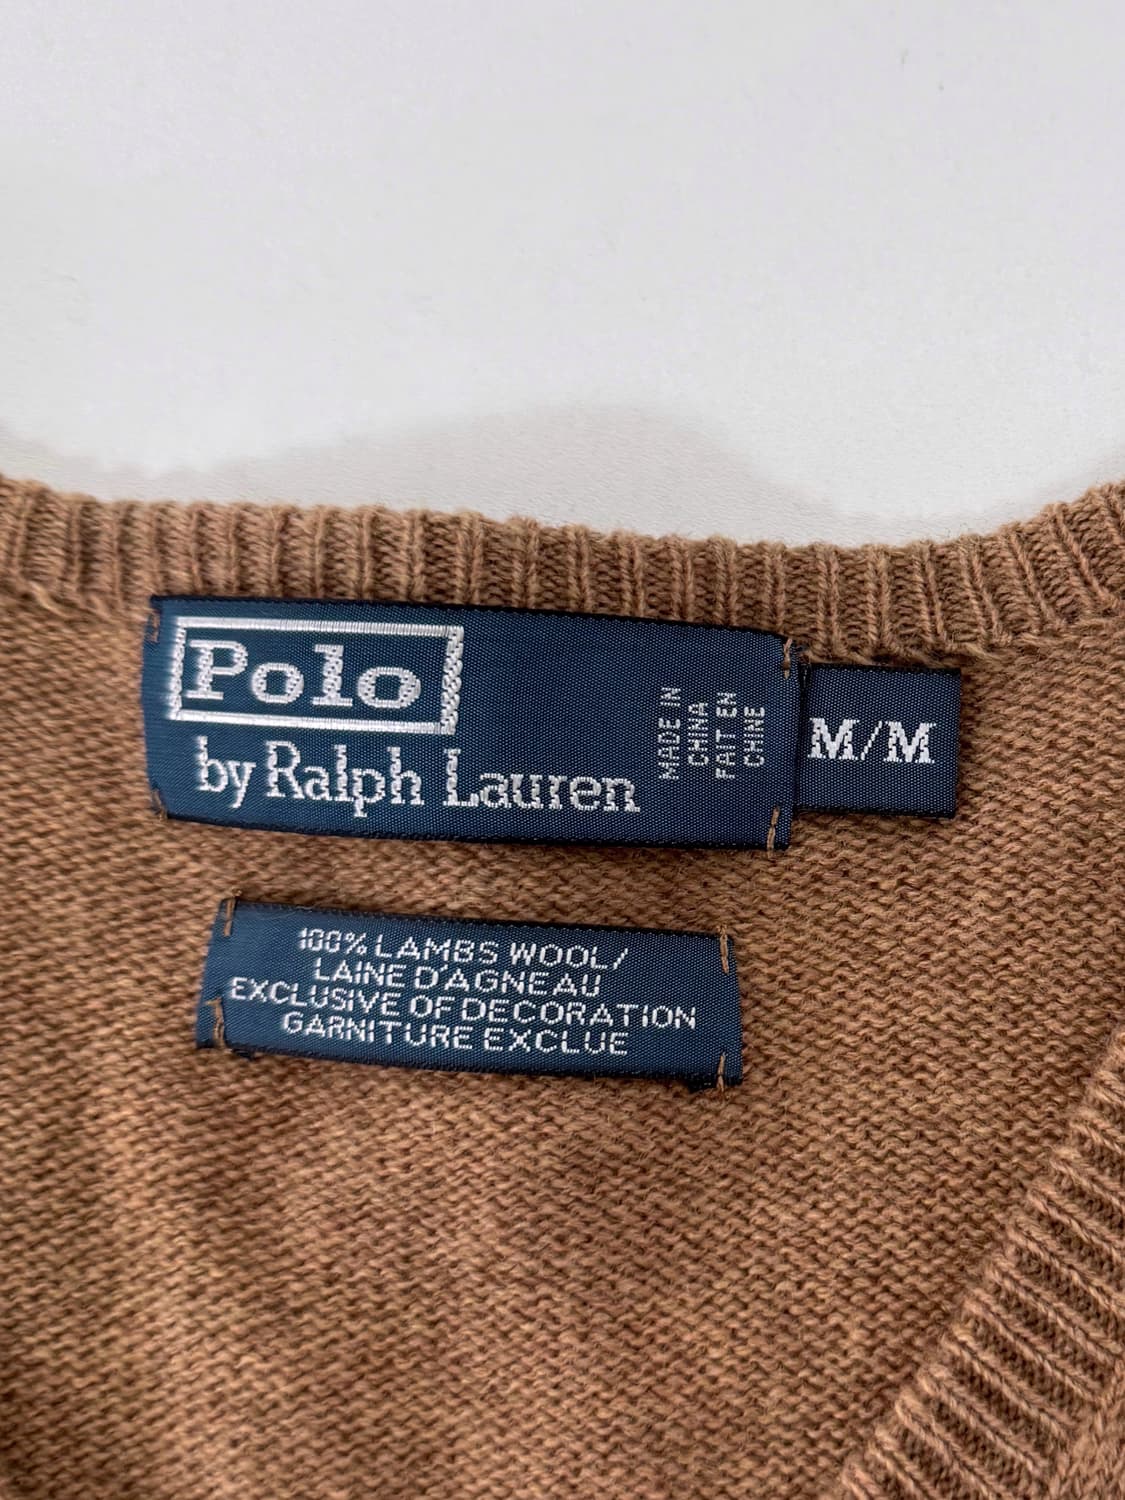 Polo
by Ralph Lauren
MADE IN
CHINA
FAIT EN
CHINE
M/M
100% LAMBS WOOL/
LAINE D'AGNEAU
EXCLUSIVE OF DECORATION
GARNITURE EXCLUE